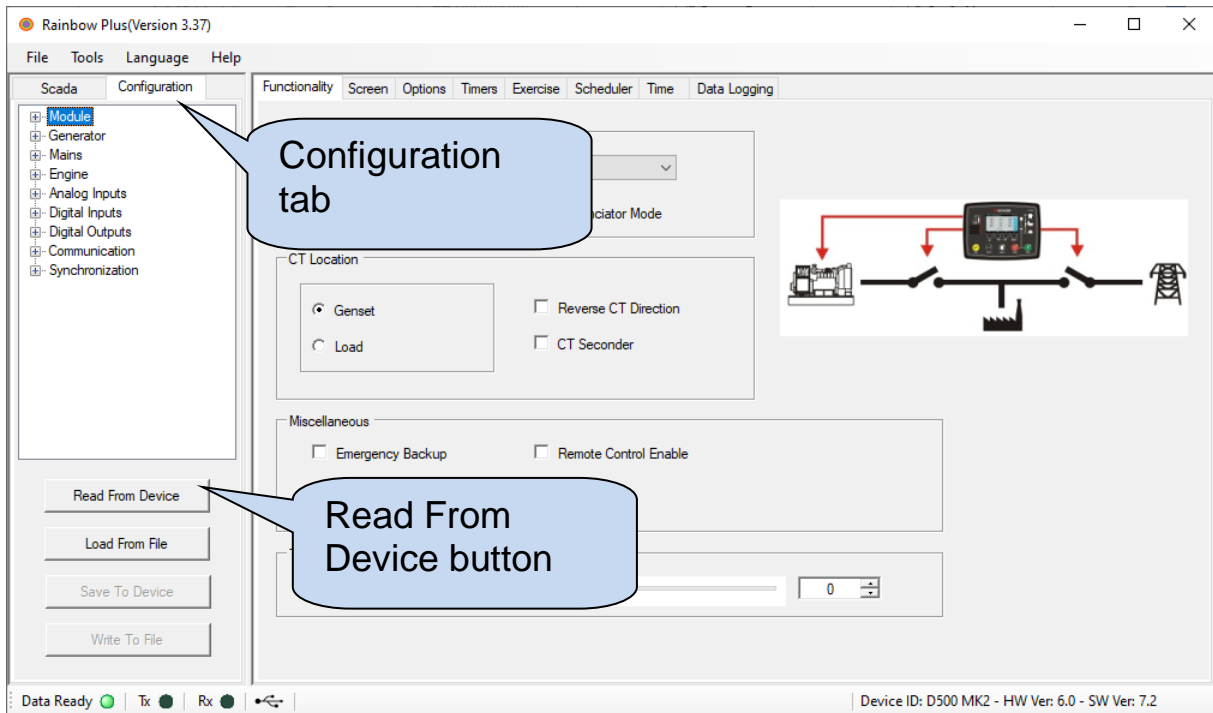 Rainbow Plus(Version 3.37)
File Tools Language Help
Scada Configuration
Functionality Screen Options Timers Exercise Scheduler Time Data Logging
Module
Generator
Mains
Engine
Analog Inputs
Digital Inputs
Digital Outputs
Communication
Synchronization
Configuration
tab
Mode
CT Location
Genset
Reverse CT Direction
Load
CT Seconder
Miscellaneous
Emergency Backup
Remote Control Enable
Read From Device
Load From File
Save To Device
Write To File
Read From
Device button
0
Data Ready Tx Rx
Device ID: D500 MK2 - HW Ver: 6.0 - SW Ver: 7.2